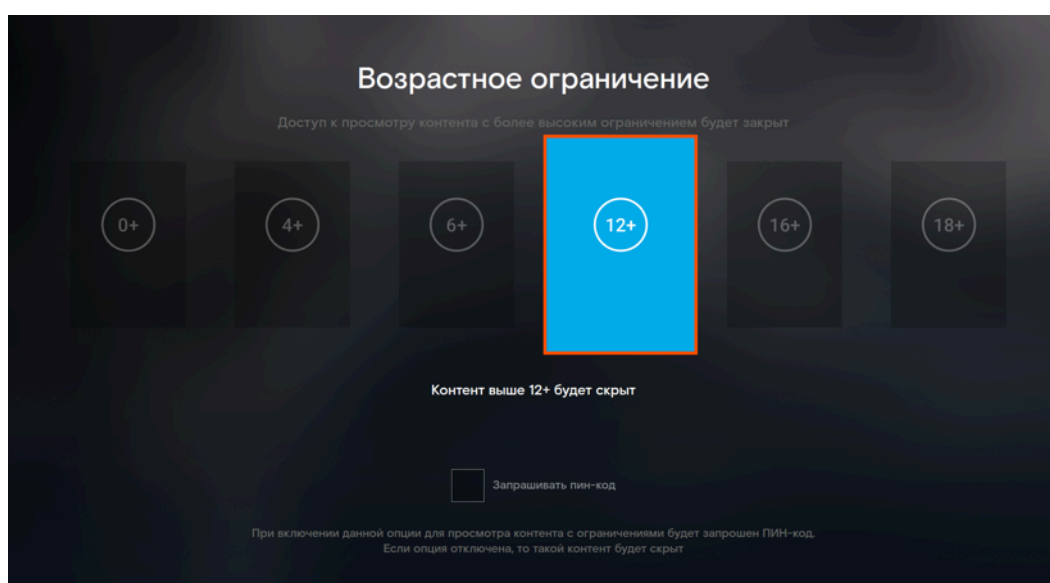 Возрастное ограничение
Доступ к просмотру контента с более высоким ограничением будет закрыт
0+ 4+ 6+ 12+ 16+ 18+
Контент выше 12+ будет скрыт
Запрашивать пин-код
При включении данной опции для просмотра контента с ограничениями будет запрошен ПИН-код.
Если опция отключена, то такой контент будет скрыт